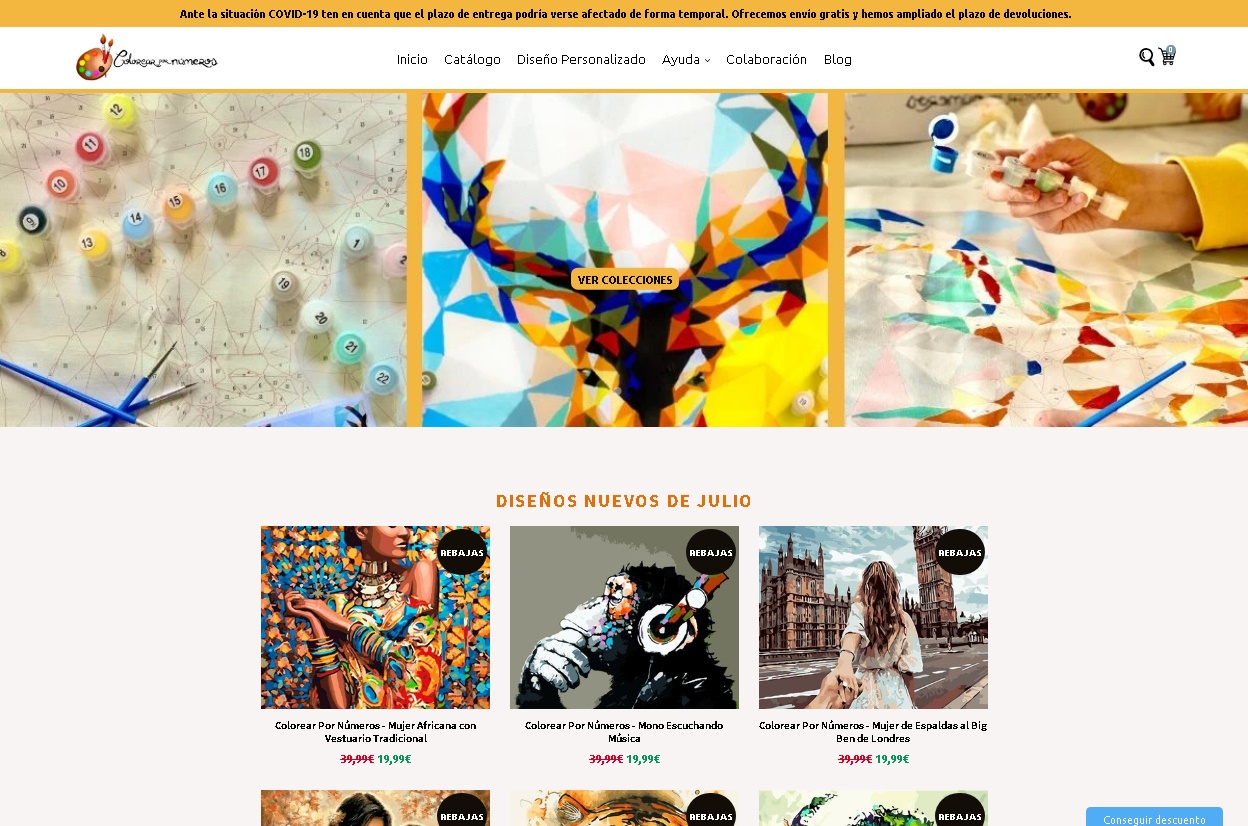 Ante la situación COVID-19 ten en cuenta que el plazo de entrega podría verse afectado de forma temporal. Ofrecemos envío gratis y hemos ampliado el plazo de devoluciones.
Colorear por números
Inicio Catálogo Diseño Personalizado Ayuda Colaboración Blog
0
12
11
10
9
13
14
15
16
17
18
1
2
19
20
21
22
VER COLECCIONES
19
DISEÑOS NUEVOS DE JULIO
REBAJAS
REBAJAS
REBAJAS
Colorear Por Números - Mujer Africana con
Vestuario Tradicional
39,99€ 19,99€
Colorear Por Números - Mono Escuchando
Música
39,99€ 19,99€
Colorear Por Números - Mujer de Espaldas al Big
Ben de Londres
39,99€ 19,99€
REBAJAS
REBAJAS
REBAJAS
Conseguir descuento